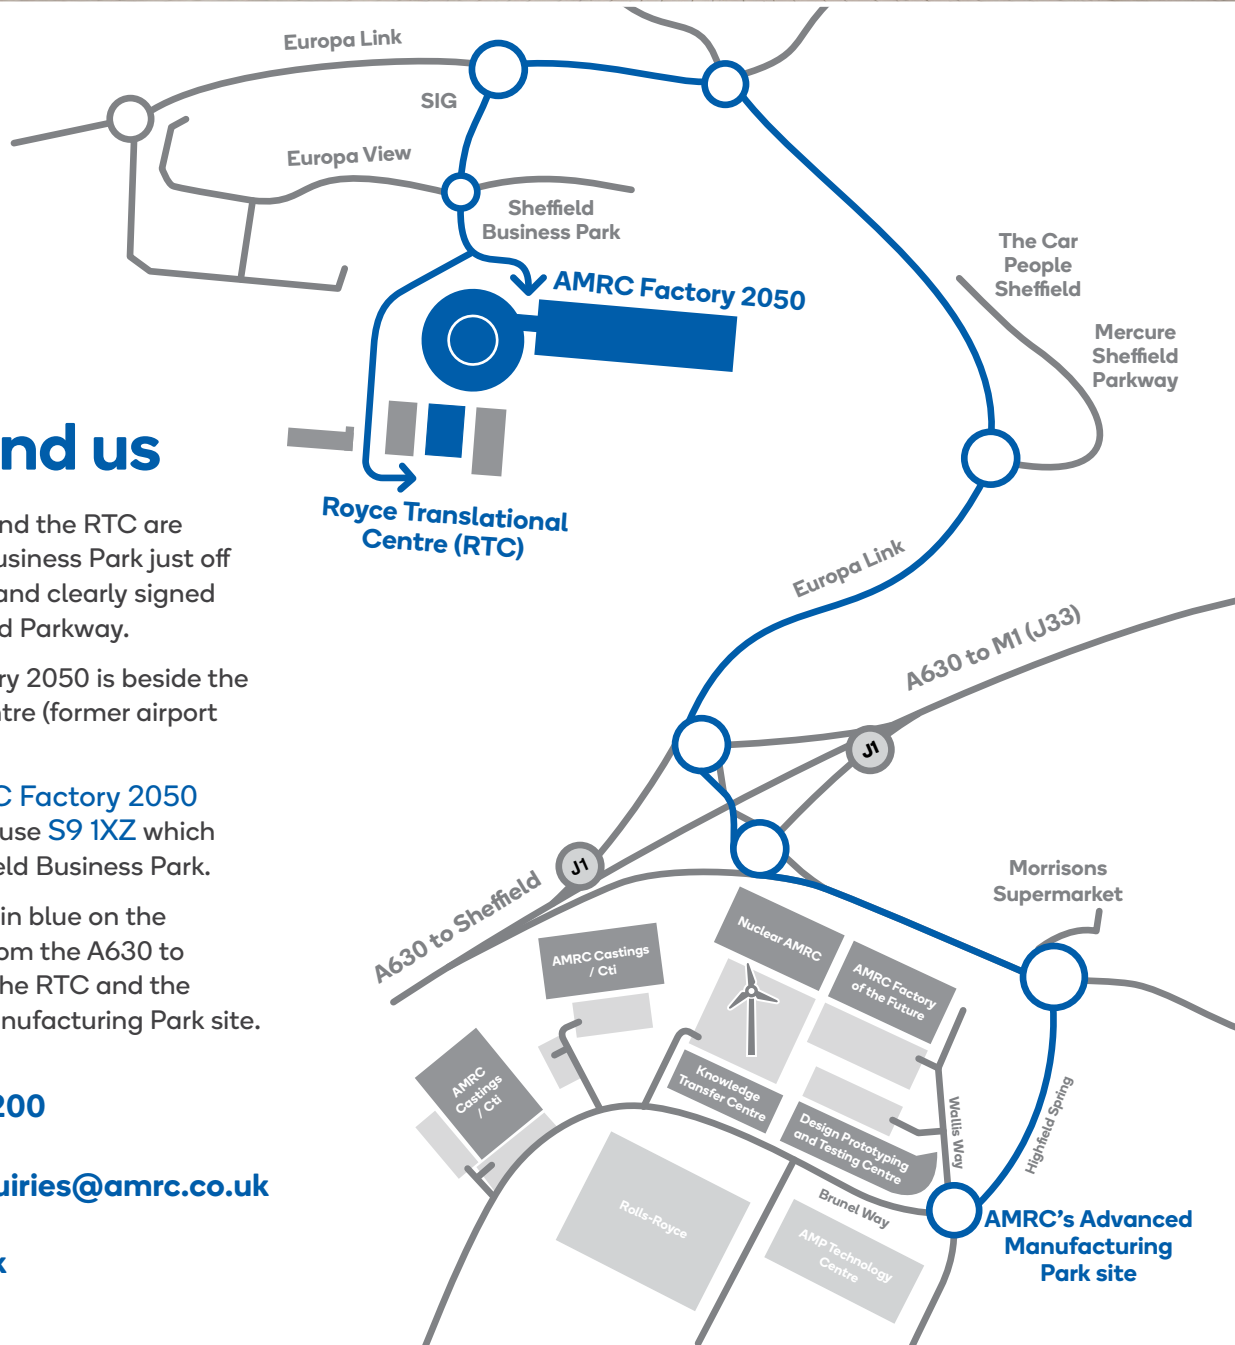 Europa Link
SIG
Europa View
Sheffield
Business Park
AMRC Factory 2050
The Car
People
Sheffield
Mercure
Sheffield
Parkway
Royce Translational
Centre (RTC)
nd us
nd the RTC are
usiness Park just off
and clearly signed
d Parkway.
ry 2050 is beside the
ntre (former airport
C Factory 2050
use S9 1XZ which
eld Business Park.
in blue on the
om the A630 to
he RTC and the
nufacturing Park site.
200
uiries@amrc.co.uk
k
Europa Link
A630 to M1 (J33)
J1
J1
A630 to Sheffield
Morrisons
Supermarket
Nuclear AMRC
AMRC Castings
/ Cti
AMRC Factory
of the Future
AMRC
Castings
/ Cti
Knowledge
Transfer Centre
Design Prototyping
and Testing Centre
Wallis Way
Highfield Spring
Rolls-Royce
Brunel Way
AMP Technology
Centre
AMRC's Advanced
Manufacturing
Park site